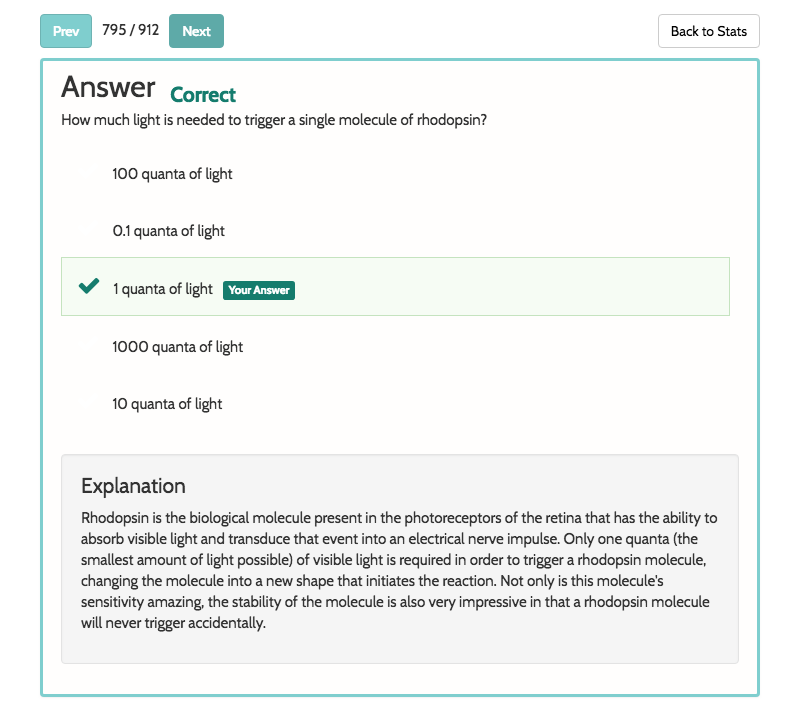 Prev 795 / 912 Next Back to Stats
Answer Correct
How much light is needed to trigger a single molecule of rhodopsin?
100 quanta of light
0.1 quanta of light
1 quanta of light Your Answer
1000 quanta of light
10 quanta of light
Explanation
Rhodopsin is the biological molecule present in the photoreceptors of the retina that has the ability to
absorb visible light and transduce that event into an electrical nerve impulse. Only one quanta (the
smallest amount of light possible) of visible light is required in order to trigger a rhodopsin molecule,
changing the molecule into a new shape that initiates the reaction. Not only is this molecule's
sensitivity amazing, the stability of the molecule is also very impressive in that a rhodopsin molecule
will never trigger accidentally.